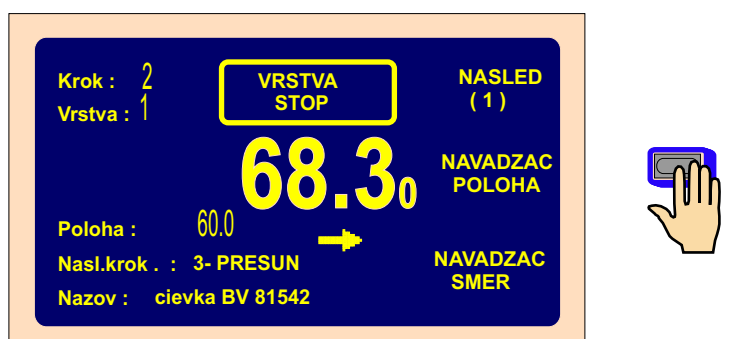 Krok : 2
Vrstva : 1
VRSTVA
STOP
NASLED
( 1 )
68.30
NAVADZAC
POLOHA
Poloha : 60.0
Nasl.krok . : 3- PRESUN
Nazov : cievka BV 81542
NAVADZAC
SMER